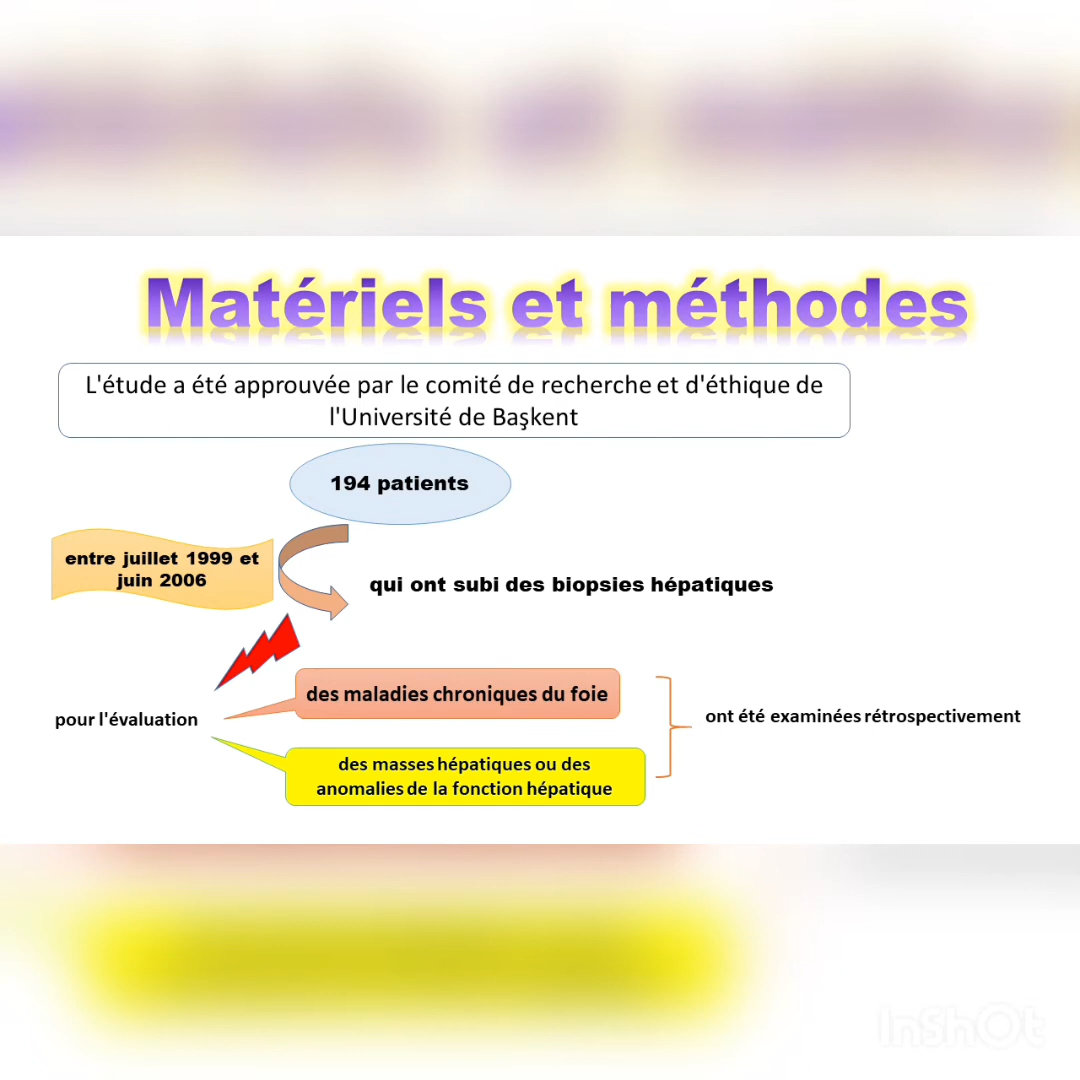 Matériels et méthodes
L'étude a été approuvée par le comité de recherche et d'éthique de
l'Université de Başkent
194 patients
entre juillet 1999 et
juin 2006
qui ont subi des biopsies hépatiques
pour l'évaluation
des maladies chroniques du foie
des masses hépatiques ou des
anomalies de la fonction hépatique
ont été examinées rétrospectivement
InShOt